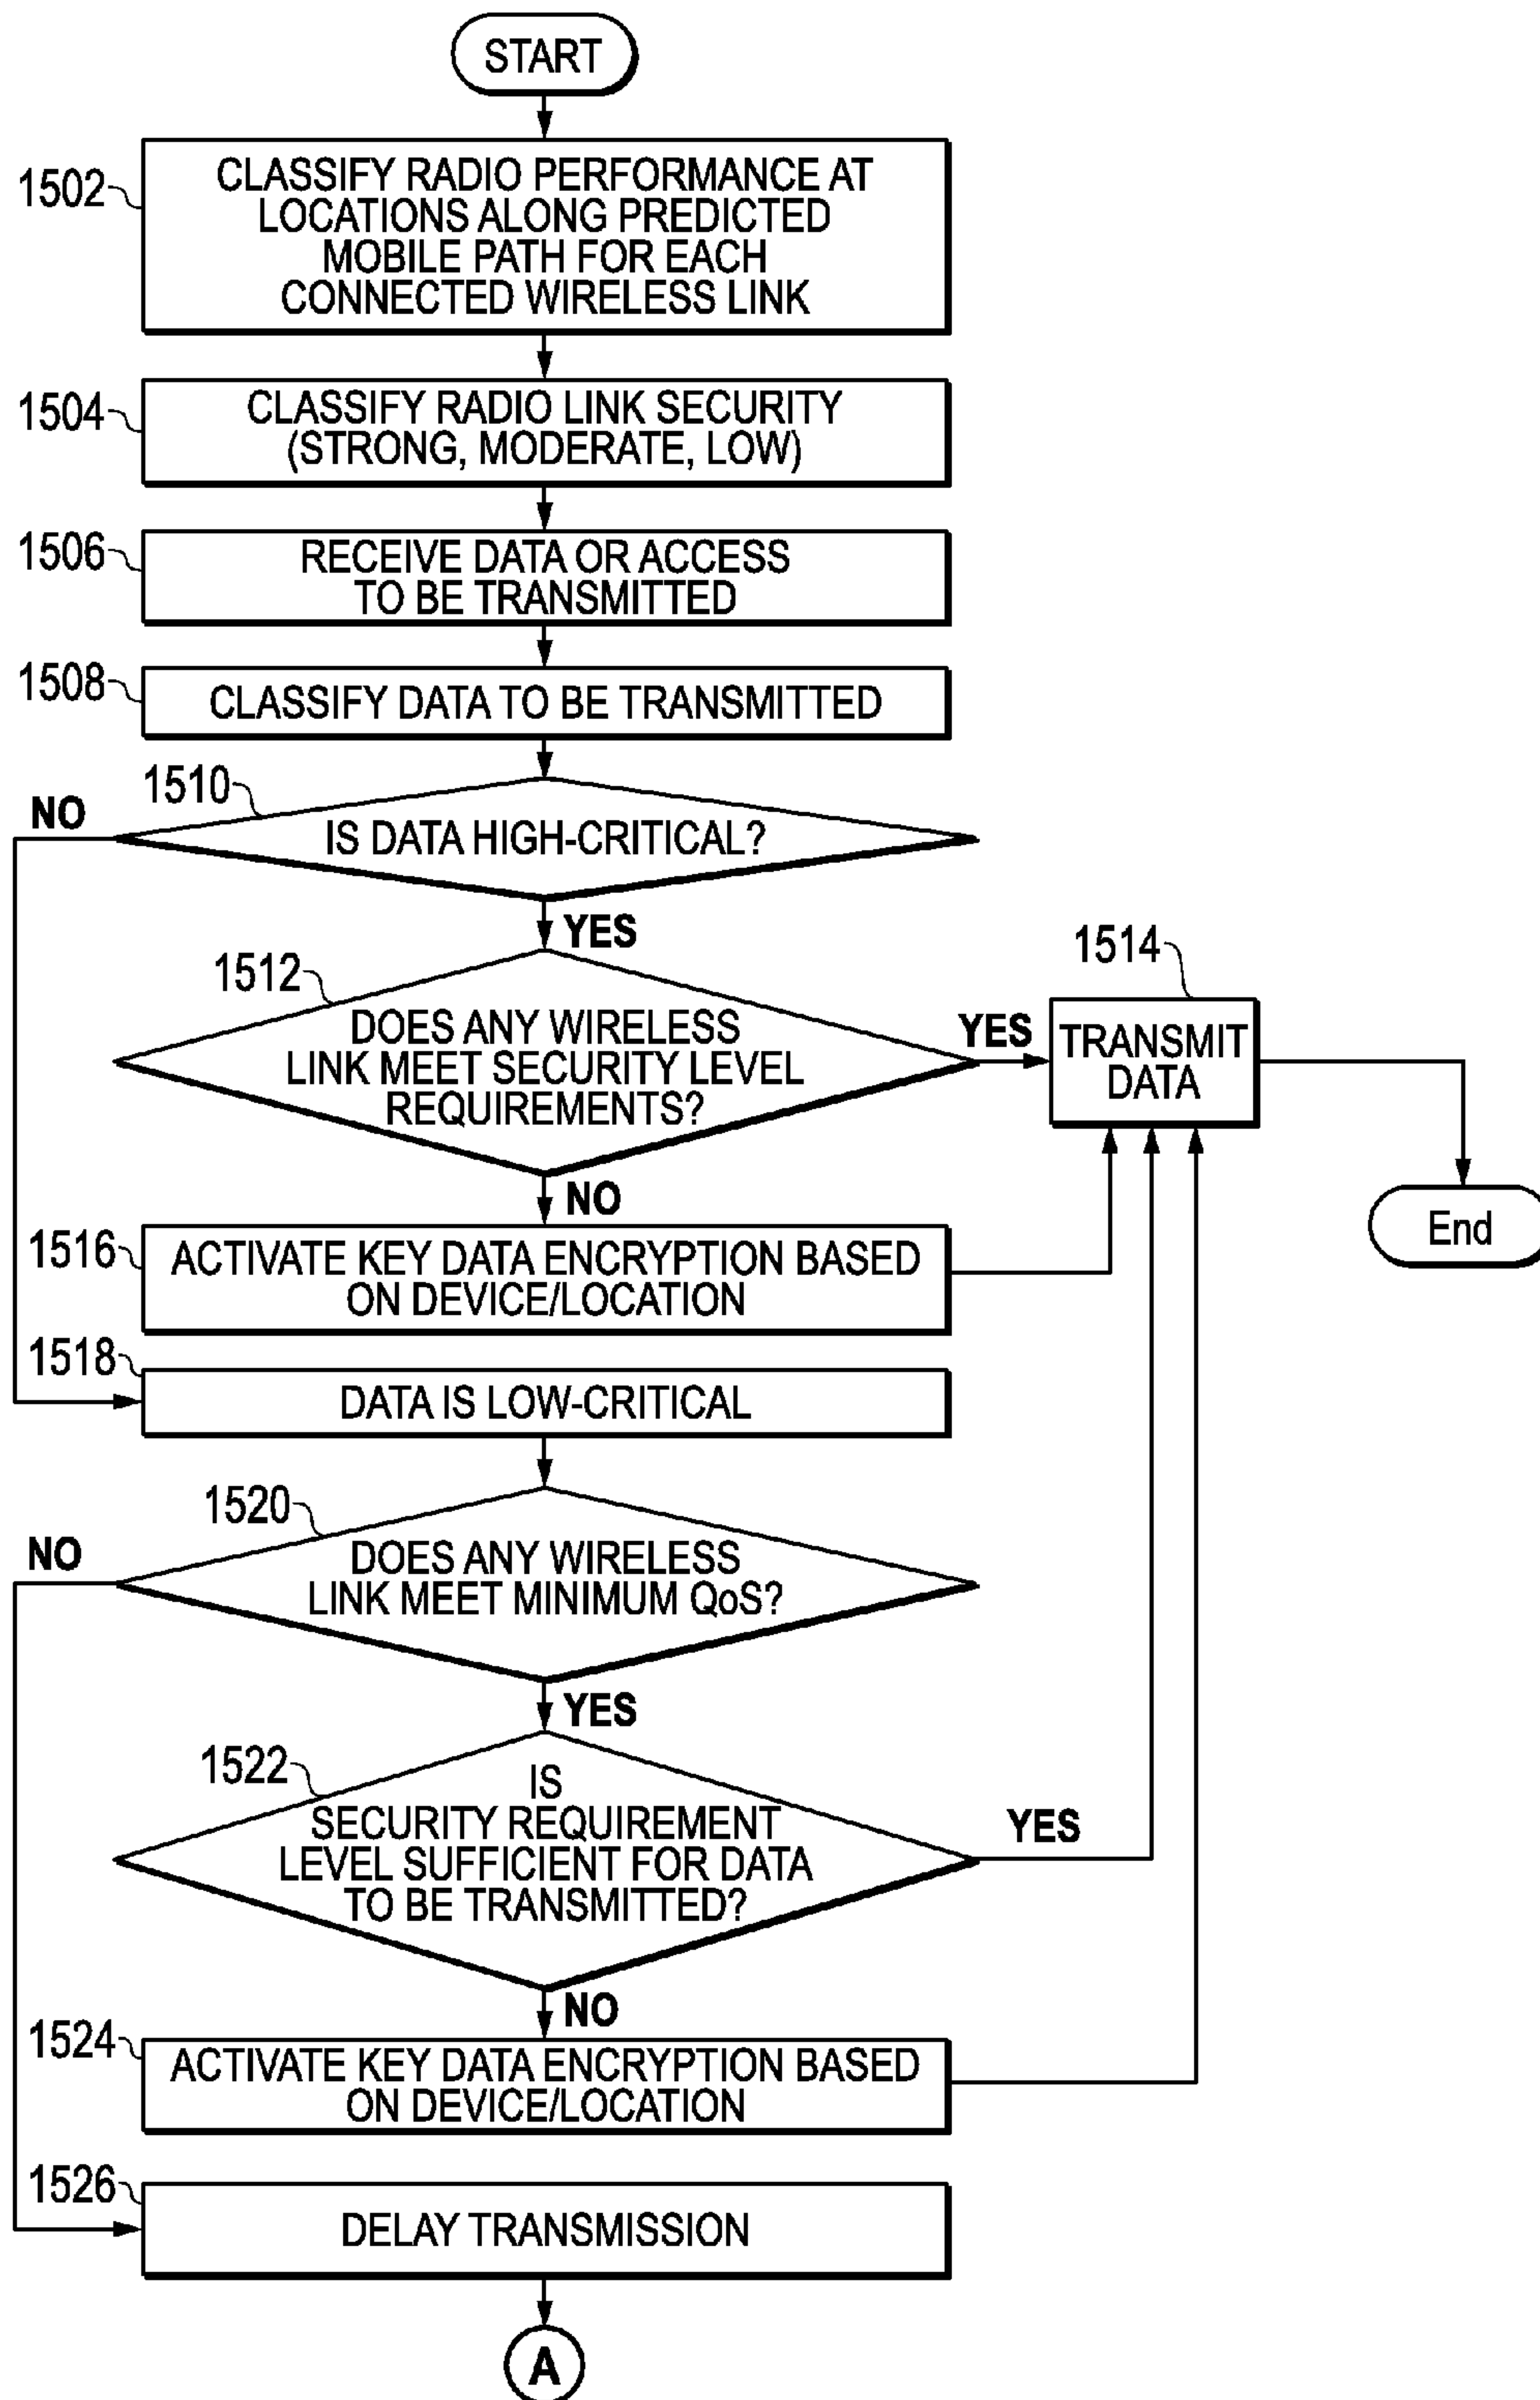 START
1502
CLASSIFY RADIO PERFORMANCE AT
LOCATIONS ALONG PREDICTED
MOBILE PATH FOR EACH
CONNECTED WIRELESS LINK
1504
CLASSIFY RADIO LINK SECURITY
(STRONG, MODERATE, LOW)
1506
RECEIVE DATA OR ACCESS
TO BE TRANSMITTED
1508
CLASSIFY DATA TO BE TRANSMITTED
1510
NO
IS DATA HIGH-CRITICAL?
YES
1512
DOES ANY WIRELESS
LINK MEET SECURITY LEVEL
REQUIREMENTS?
YES
1514
TRANSMIT
DATA
End
NO
1516
ACTIVATE KEY DATA ENCRYPTION BASED
ON DEVICE/LOCATION
1518
DATA IS LOW-CRITICAL
1520
NO
DOES ANY WIRELESS
LINK MEET MINIMUM QoS?
YES
1522
IS
SECURITY REQUIREMENT
LEVEL SUFFICIENT FOR DATA
TO BE TRANSMITTED?
YES
NO
1524
ACTIVATE KEY DATA ENCRYPTION BASED
ON DEVICE/LOCATION
1526
DELAY TRANSMISSION
A